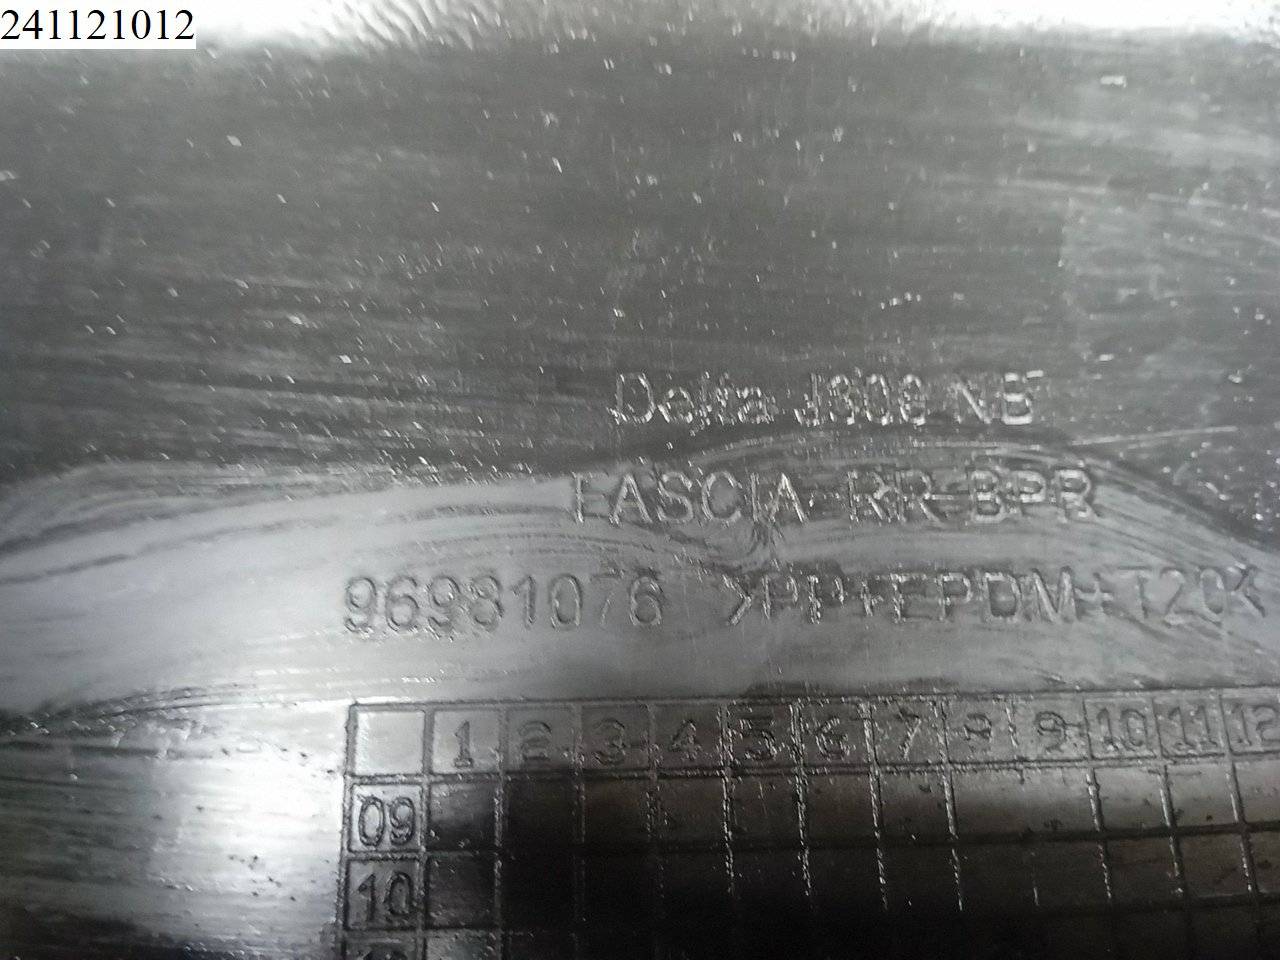 241121012
Delta J300 NB
FASCIA-RR-BPR
96981076 >PP+EPDM+T20<
1 2 3 4 5 6 7 8 9 10 11 12
09
10